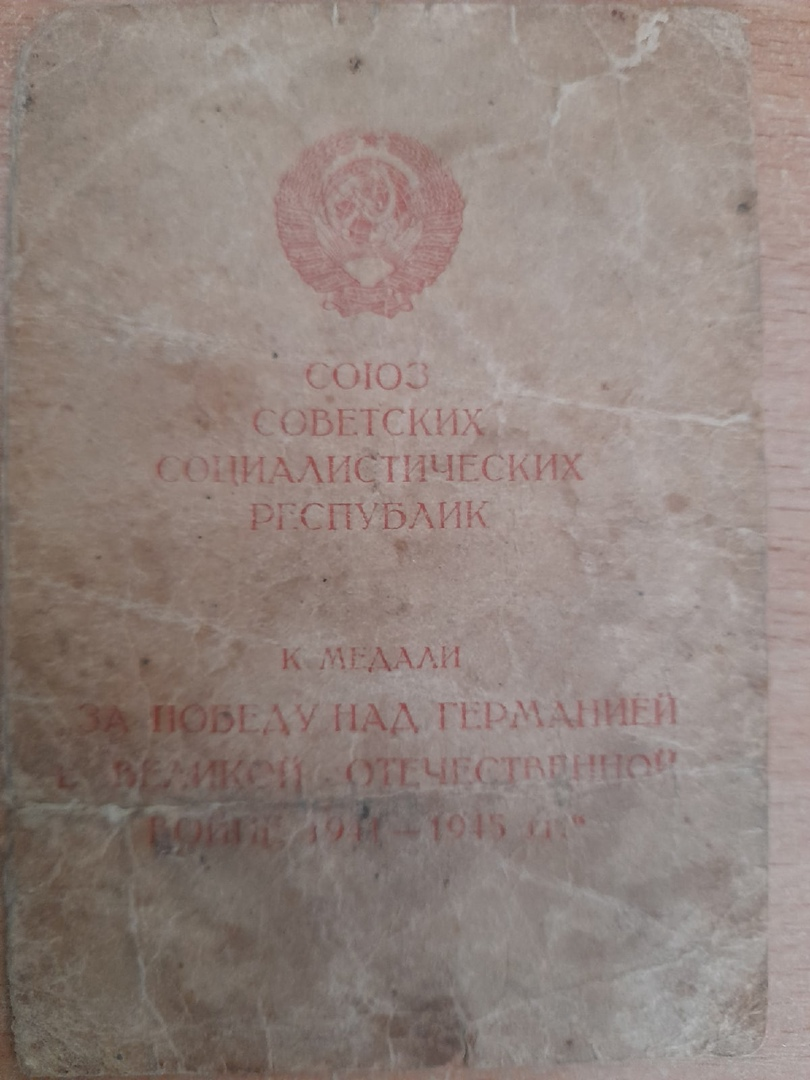 СОЮЗ
СОВЕТСКИХ
СОЦИАЛИСТИЧЕСКИХ
РЕСПУБЛИК
К МЕДАЛИ
ЗА ПОБЕДУ НАД ГЕРМАНИЕЙ
В ВЕЛИКОЙ ОТЕЧЕСТВЕННОЙ
ВОЙНЕ 1941—1945 гг."